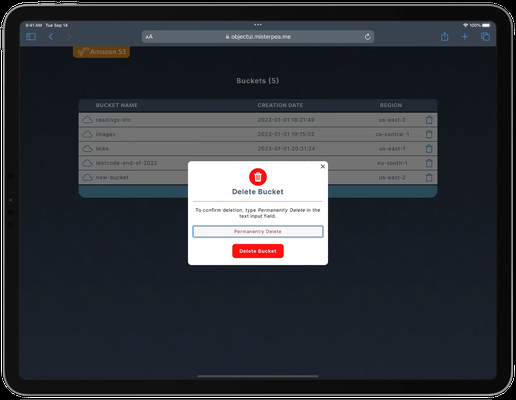 9:41 AM Tue Sep 14
100%
AA
objectui.misterpea.me
Amazon S3
Buckets (5)
BUCKET NAME CREATION DATE REGION
readings-etc 2023-01-01 18:21:49 us-east-2
images 2023-01-01 19:15:02 ca-central-1
links 2023-01-01 20:31:24 us-east-1
leetcode-end-of-2022 eu-south-1
new-bucket us-east-2
Delete Bucket
To confirm deletion, type Permanently Delete in the
text input field.
Permanently Delete
Delete Bucket